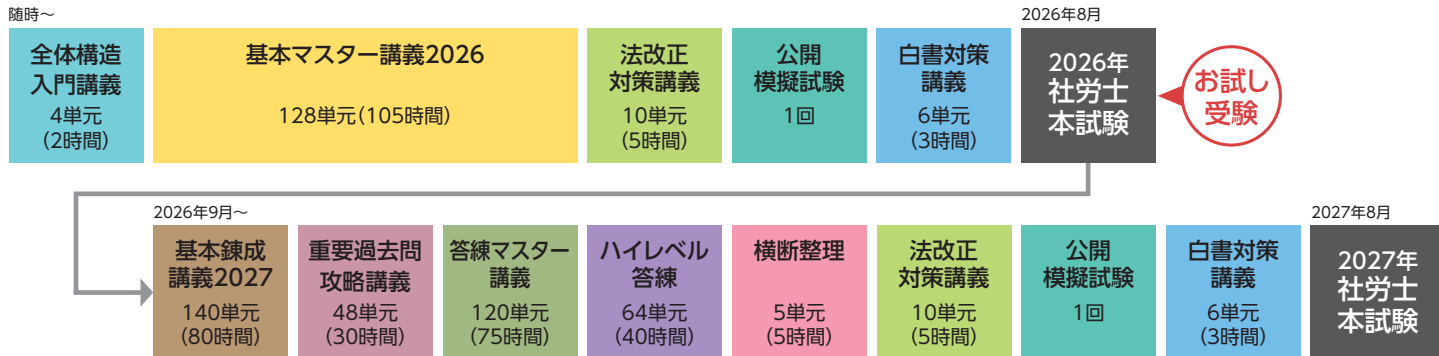 随時～
全体構造
入門講義
4単元
(2時間)
基本マスター講義2026
128単元(105時間)
法改正
対策講義
10単元
(5時間)
公開
模擬試験
1回
白書対策
講義
6単元
(3時間)
2026年8月
2026年
社労士
本試験
お試し
受験
2026年9月～
基本錬成
講義2027
140単元
(80時間)
重要過去問
攻略講義
48単元
(30時間)
答練マスター
講義
120単元
(75時間)
ハイレベル
答練
64単元
(40時間)
横断整理
5単元
(5時間)
法改正
対策講義
10単元
(5時間)
公開
模擬試験
1回
白書対策
講義
6単元
(3時間)
2027年8月
2027年
社労士
本試験